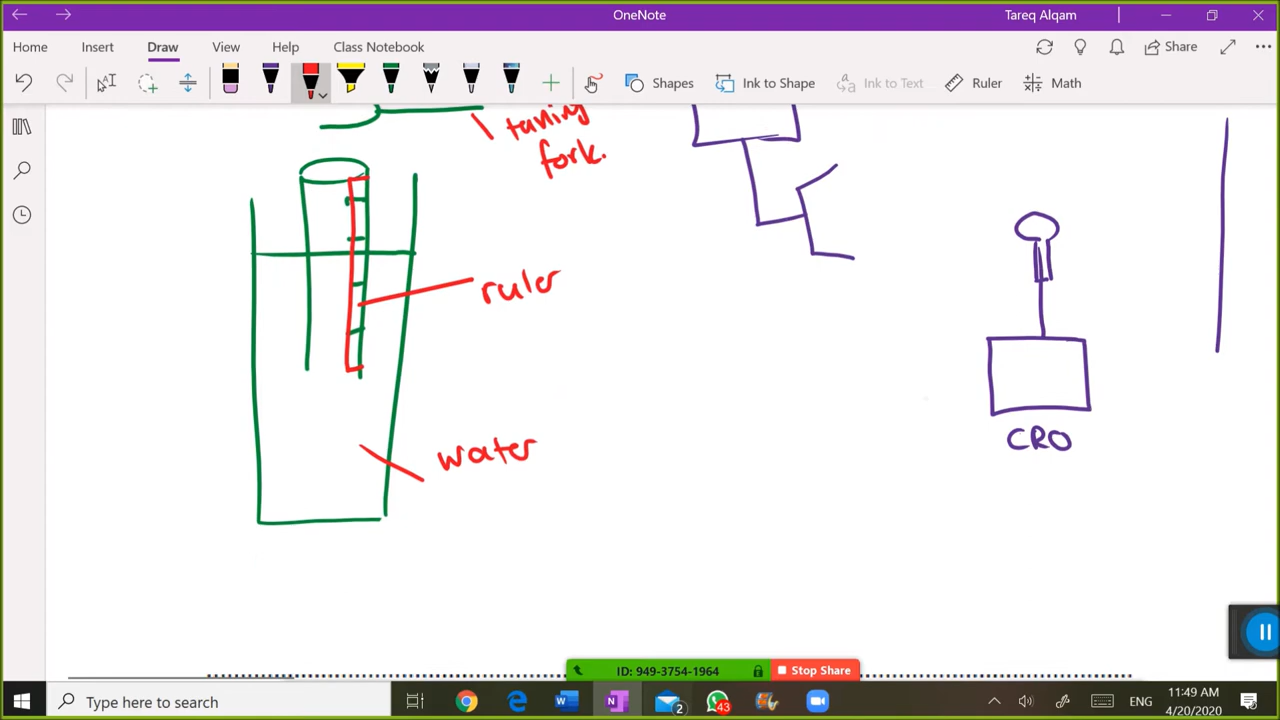 OneNote
Tareq Alqam
Home Insert Draw View Help Class Notebook
Share
Shapes
Ink to Shape
Ink to Text
Ruler
Math
tuning
fork.
ruler
water
CRO
ID: 949-3754-1964
Stop Share
Type here to search
W
N
2
43
ENG
11:49 AM
4/20/2020